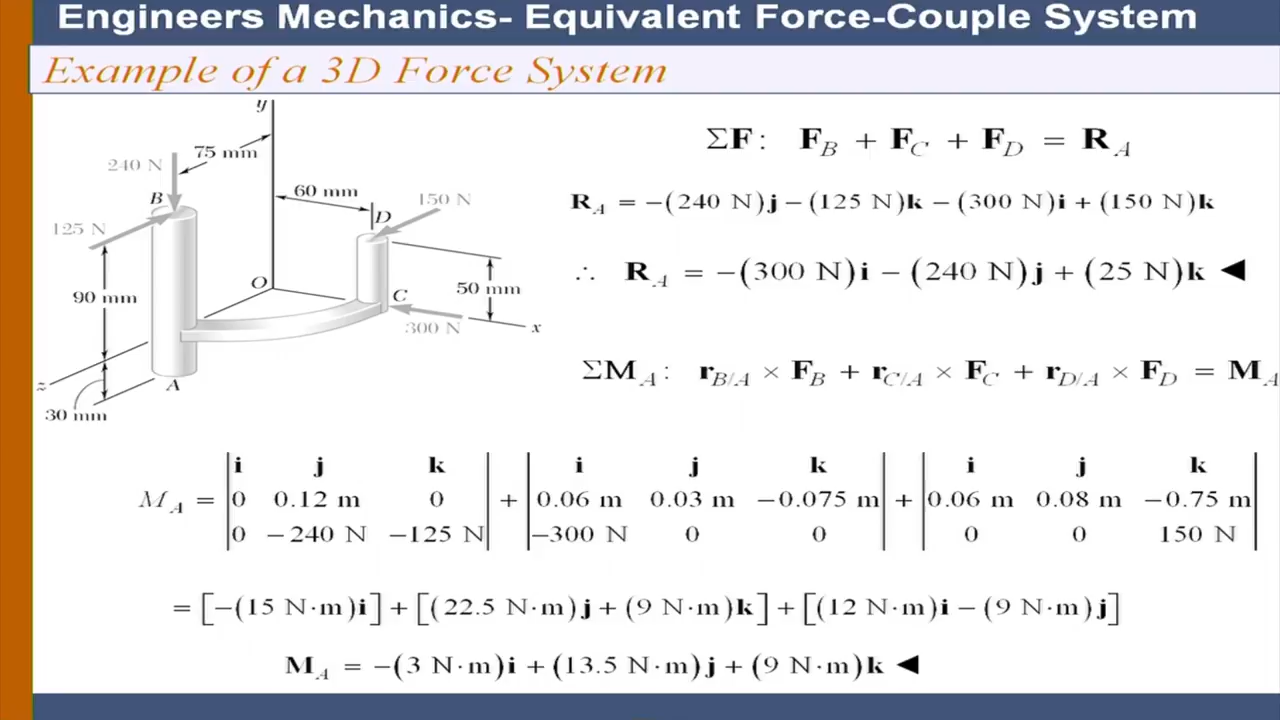 Engineers Mechanics- Equivalent Force-Couple System
Example of a 3D Force System
y
75 mm
240 N
B
60 mm
150 N
D
125 N
90 mm
O
C
50 mm
300 N
x
z
A
30 mm
ΣF: F_B + F_C + F_D = R_A
R_A = −(240 N)j − (125 N)k − (300 N)i + (150 N)k
∴ R_A = −(300 N)i − (240 N)j + (25 N)k ◄
ΣM_A: r_B/A × F_B + r_C/A × F_C + r_D/A × F_D = M_A
i j k i j k i j k
M_A = 0 0.12 m 0 + 0.06 m 0.03 m −0.075 m + 0.06 m 0.08 m −0.75 m
0 −240 N −125 N −300 N 0 0 0 0 150 N
= [−(15 N·m)i] + [(22.5 N·m)j + (9 N·m)k] + [(12 N·m)i − (9 N·m)j]
M_A = −(3 N·m)i + (13.5 N·m)j + (9 N·m)k ◄